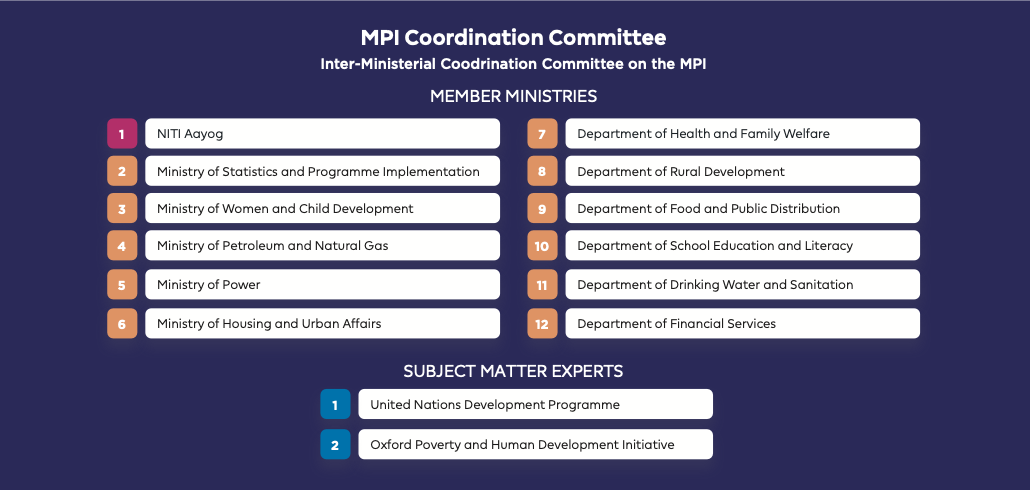 MPI Coordination Committee
Inter-Ministerial Coodrination Committee on the MPI
MEMBER MINISTRIES
1 NITI Aayog
2 Ministry of Statistics and Programme Implementation
3 Ministry of Women and Child Development
4 Ministry of Petroleum and Natural Gas
5 Ministry of Power
6 Ministry of Housing and Urban Affairs
7 Department of Health and Family Welfare
8 Department of Rural Development
9 Department of Food and Public Distribution
10 Department of School Education and Literacy
11 Department of Drinking Water and Sanitation
12 Department of Financial Services
SUBJECT MATTER EXPERTS
1 United Nations Development Programme
2 Oxford Poverty and Human Development Initiative